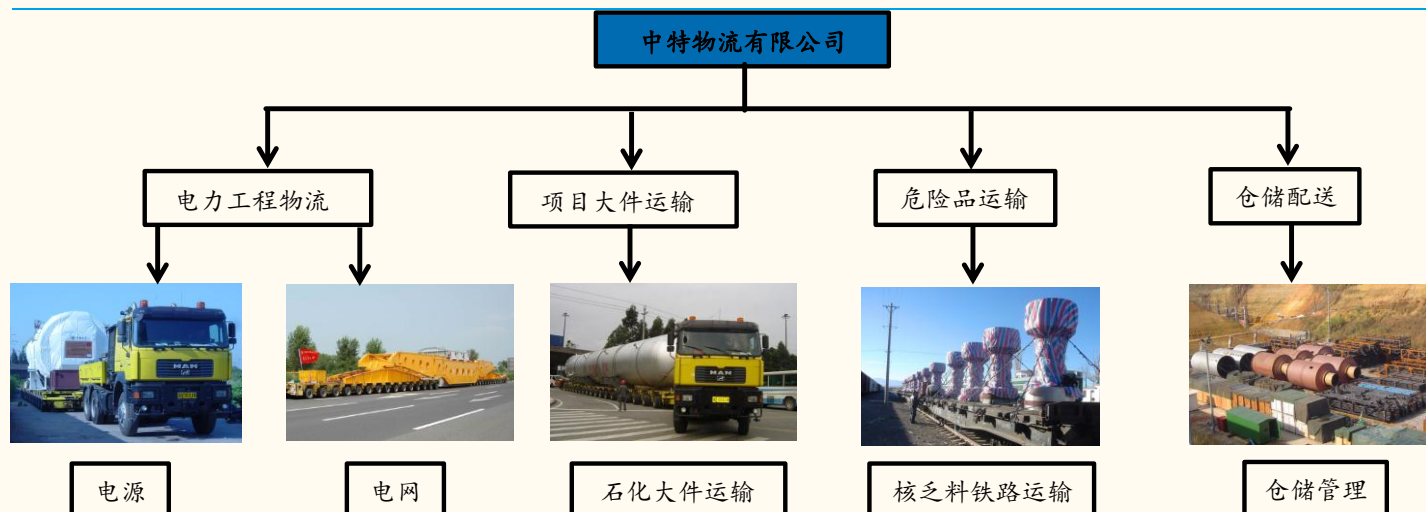 中特物流有限公司
电力工程物流
项目大件运输
危险品运输
仓储配送
MAN
MAN
电源
电网
石化大件运输
核乏料铁路运输
仓储管理